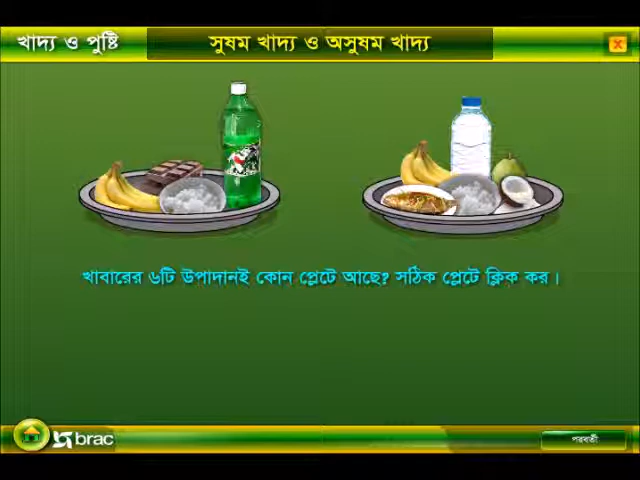 খাদ্য ও পুষ্টি
সুষম খাদ্য ও অসুষম খাদ্য
X
খাবারের ৬টি উপাদানই কোন প্লেটে আছে? সঠিক প্লেটে ক্লিক কর।
brac
পরবর্তী